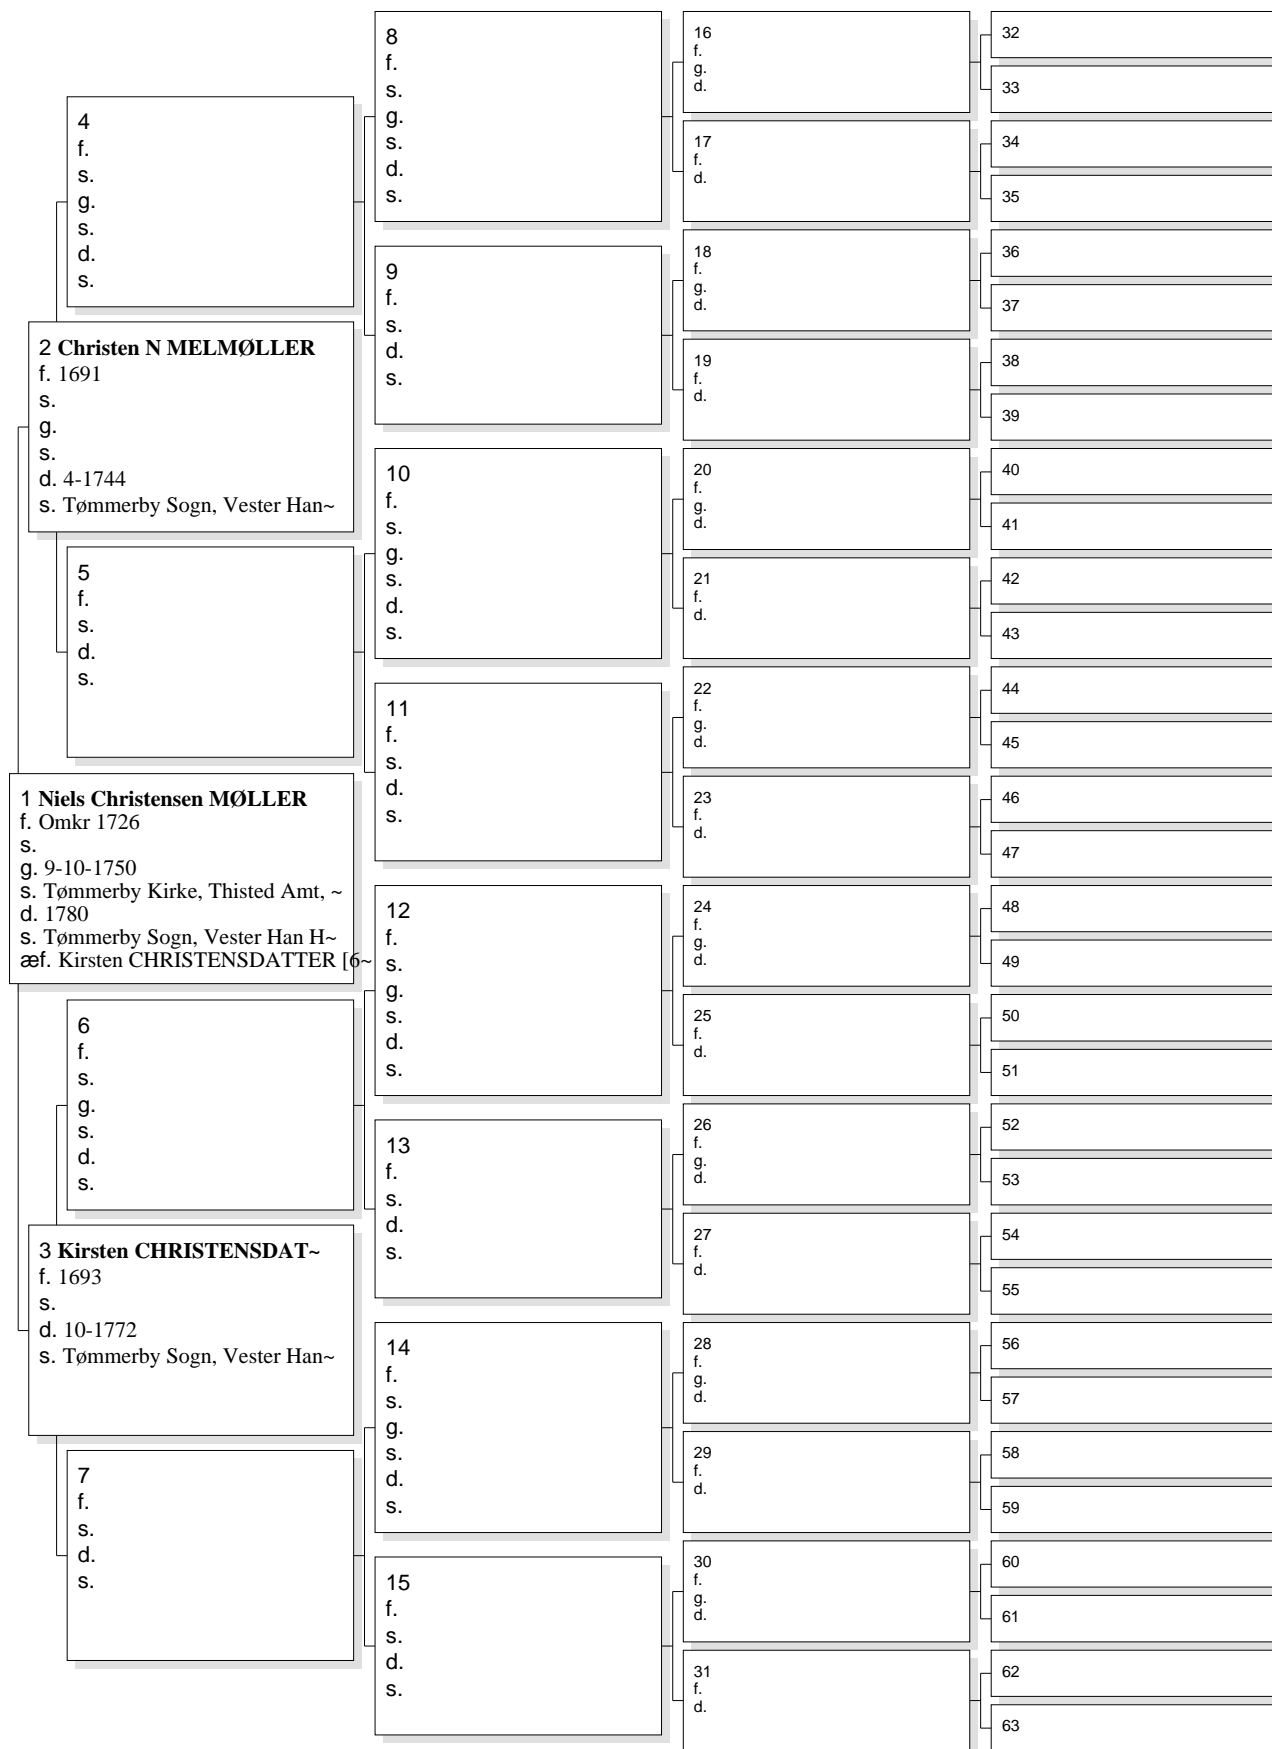 8
f.
s.
g.
s.
d.
s.
16
f.
g.
d.
32
33
4
f.
s.
g.
s.
d.
s.
17
f.
d.
34
35
9
f.
s.
d.
s.
18
f.
g.
d.
36
37
2 Christen N MELMØLLER
f. 1691
s.
g.
s.
d. 4-1744
s. Tømmerby Sogn, Vester Han~
19
f.
d.
38
39
10
f.
s.
g.
s.
d.
s.
20
f.
g.
d.
40
41
5
f.
s.
d.
s.
21
f.
d.
42
43
11
f.
s.
d.
s.
22
f.
g.
d.
44
45
1 Niels Christensen MØLLER
f. Omkr 1726
s.
g. 9-10-1750
s. Tømmerby Kirke, Thisted Amt, ~
d. 1780
s. Tømmerby Sogn, Vester Han H~
æf. Kirsten CHRISTENSDATTER [6~
23
f.
d.
46
47
12
f.
s.
g.
s.
d.
s.
24
f.
g.
d.
48
49
6
f.
s.
g.
s.
d.
s.
25
f.
d.
50
51
13
f.
s.
d.
s.
26
f.
g.
d.
52
53
3 Kirsten CHRISTENSDAT~
f. 1693
s.
d. 10-1772
s. Tømmerby Sogn, Vester Han~
27
f.
d.
54
55
14
f.
s.
g.
s.
d.
s.
28
f.
g.
d.
56
57
7
f.
s.
d.
s.
29
f.
d.
58
59
15
f.
s.
d.
s.
30
f.
g.
d.
60
61
31
f.
d.
62
63